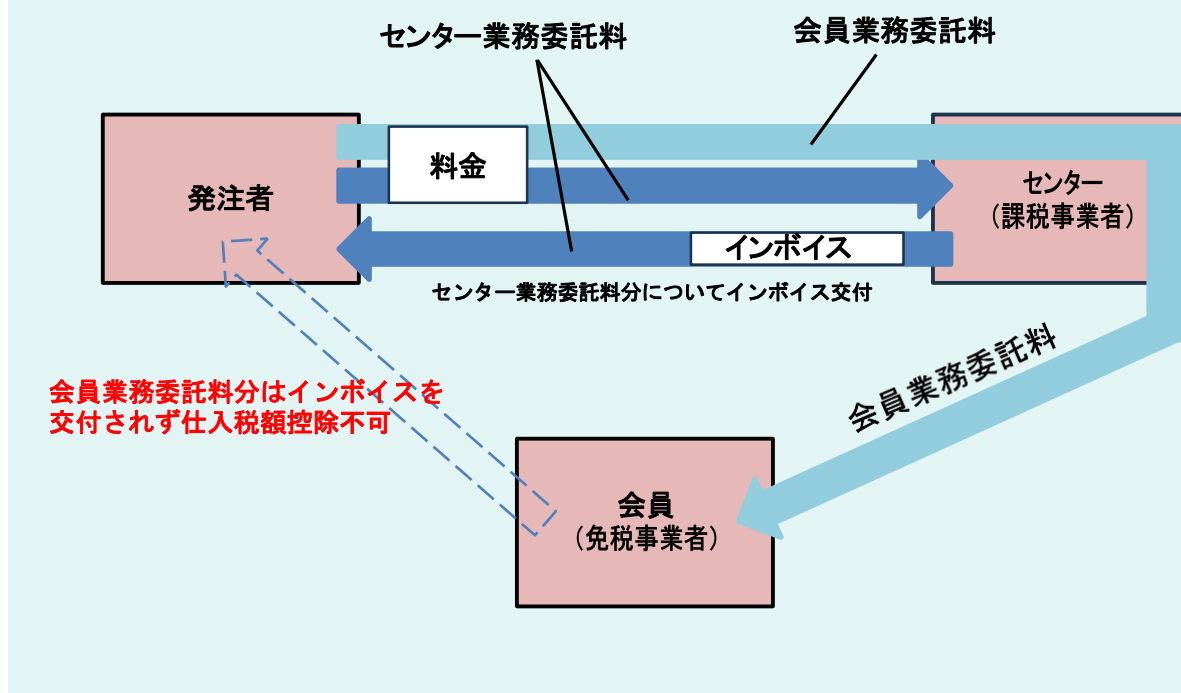 センター業務委託料
会員業務委託料
料金
発注者
センター
（課税事業者）
インボイス
センター業務委託料分についてインボイス交付
会員業務委託料
会員業務委託料分はインボイスを
交付されず仕入税額控除不可
会員
（免税事業者）